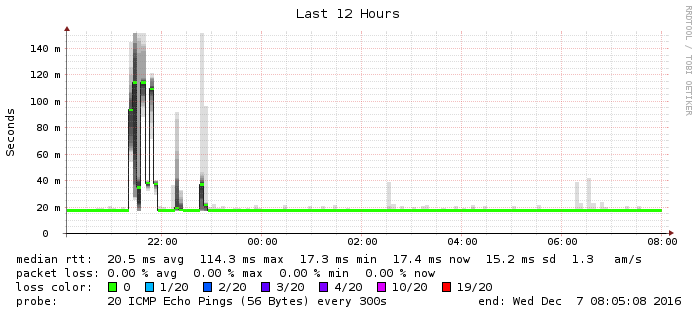 Last 12 Hours
RRDTOOL / TOBI OETIKER
Seconds
140 m
120 m
100 m
80 m
60 m
40 m
20 m
0
22:00 00:00 02:00 04:00 06:00 08:00
median rtt: 20.5 ms avg 114.3 ms max 17.3 ms min 17.4 ms now 15.2 ms sd 1.3 am/s
packet loss: 0.00 % avg 0.00 % max 0.00 % min 0.00 % now
loss color: 0 1/20 2/20 3/20 4/20 10/20 19/20
probe: 20 ICMP Echo Pings (56 Bytes) every 300s end: Wed Dec 7 08:05:08 2016